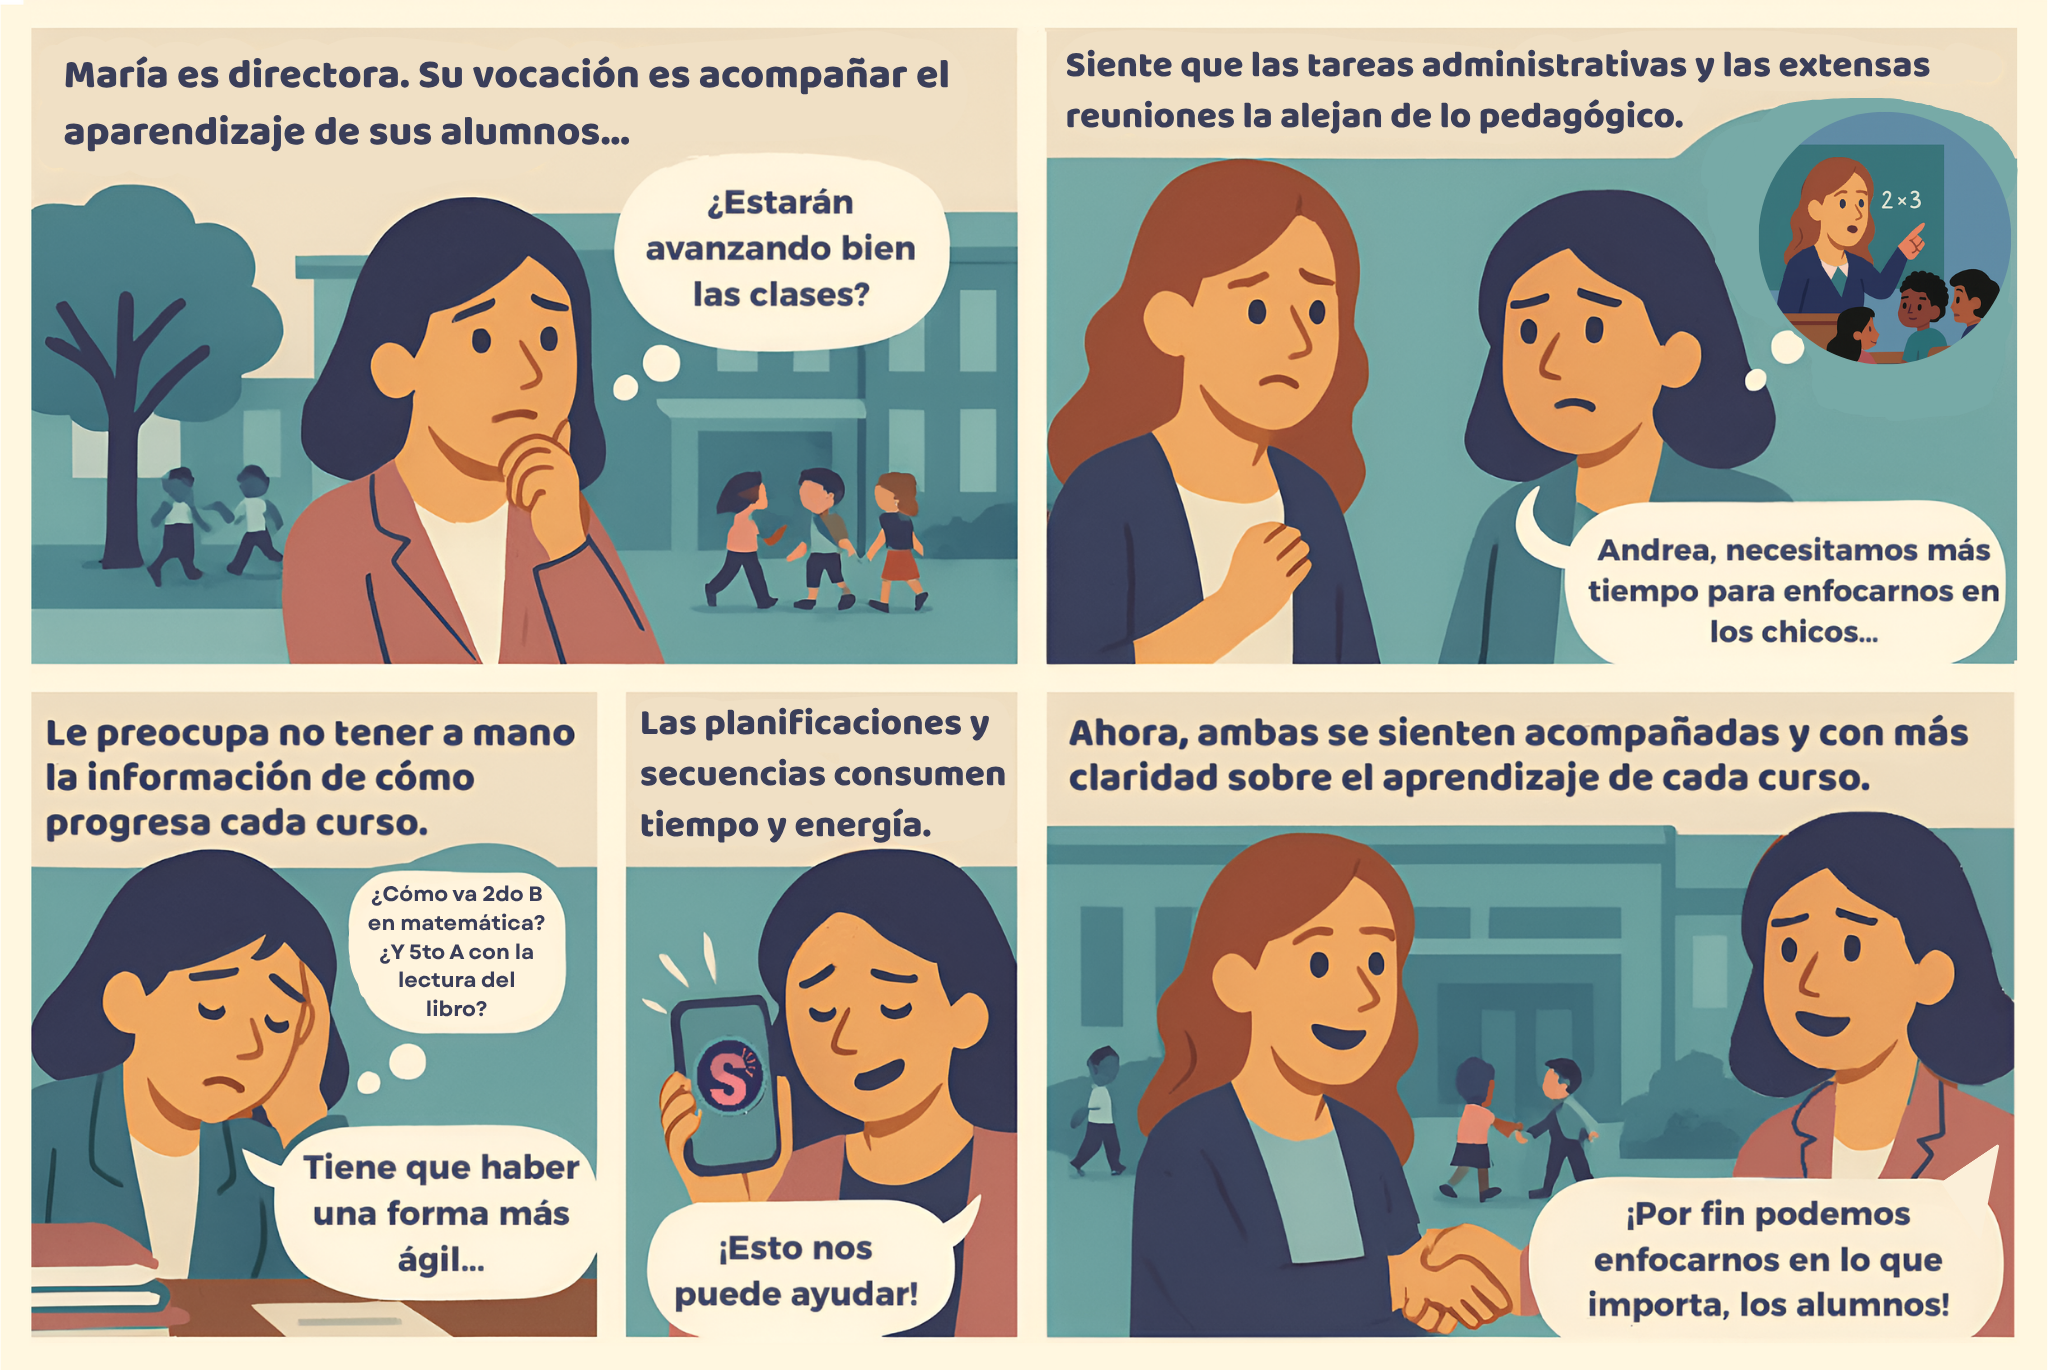 María es directora. Su vocación es acompañar el
aparendizaje de sus alumnos...
¿Estarán
avanzando bien
las clases?
Siente que las tareas administrativas y las extensas
reuniones la alejan de lo pedagógico.
2×3
Andrea, necesitamos más
tiempo para enfocarnos en
los chicos...
Le preocupa no tener a mano
la información de cómo
progresa cada curso.
¿Cómo va 2do B
en matemática?
¿Y 5to A con la
lectura del
libro?
Tiene que haber
una forma más
ágil...
Las planificaciones y
secuencias consumen
tiempo y energía.
S
¡Esto nos
puede ayudar!
Ahora, ambas se sienten acompañadas y con más
claridad sobre el aprendizaje de cada curso.
¡Por fin podemos
enfocarnos en lo que
importa, los alumnos!